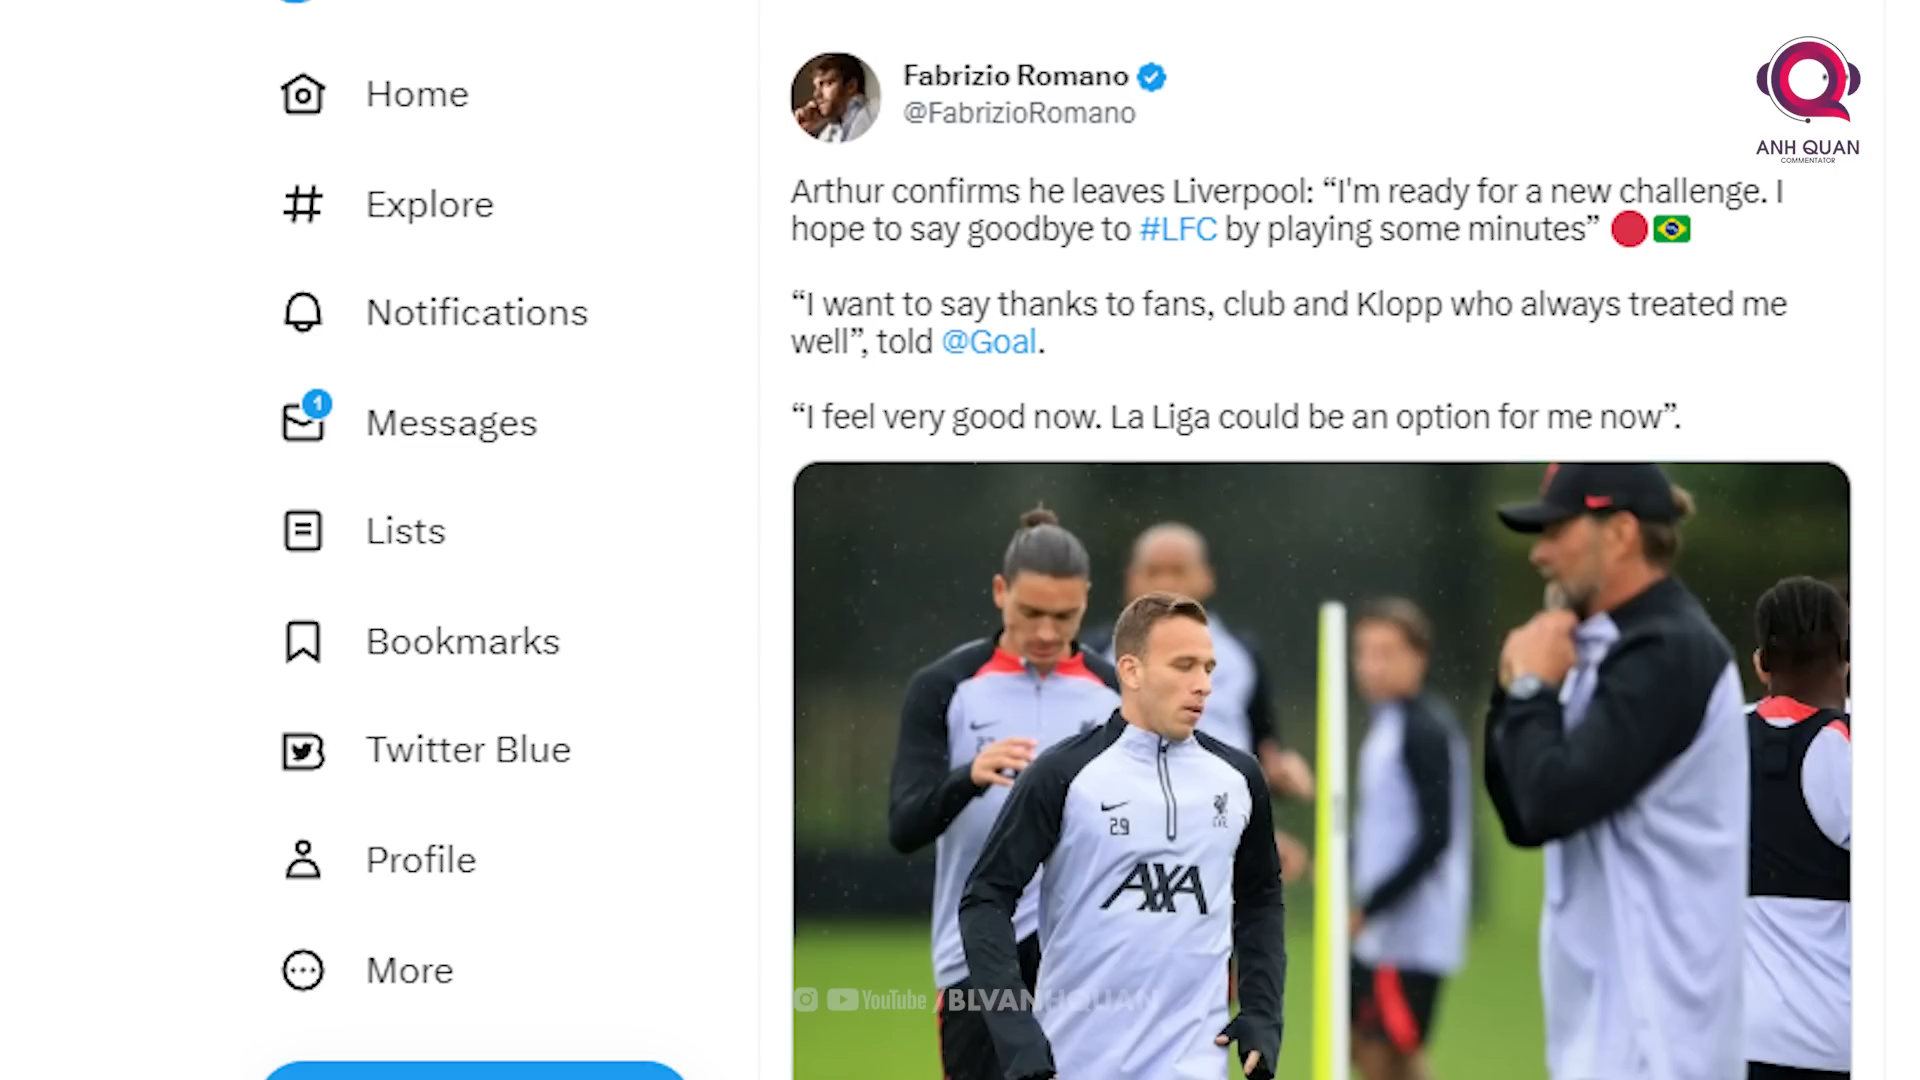 Home
Explore
Notifications
1
Messages
Lists
Bookmarks
Twitter Blue
Profile
More
Fabrizio Romano
@FabrizioRomano
Arthur confirms he leaves Liverpool: “I'm ready for a new challenge. I
hope to say goodbye to #LFC by playing some minutes”
“I want to say thanks to fans, club and Klopp who always treated me
well”, told @Goal.
“I feel very good now. La Liga could be an option for me now”.
ANH QUAN
COMMENTATOR
29
AXA
YouTube /BLVANHQUAN